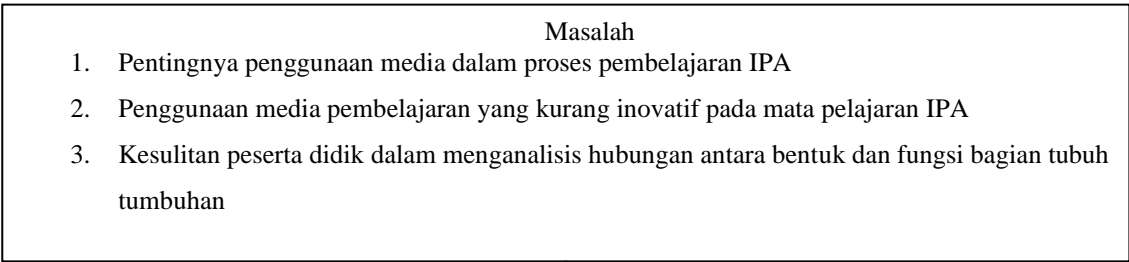 Masalah
1. Pentingnya penggunaan media dalam proses pembelajaran IPA
2. Penggunaan media pembelajaran yang kurang inovatif pada mata pelajaran IPA
3. Kesulitan peserta didik dalam menganalisis hubungan antara bentuk dan fungsi bagian tubuh
tumbuhan